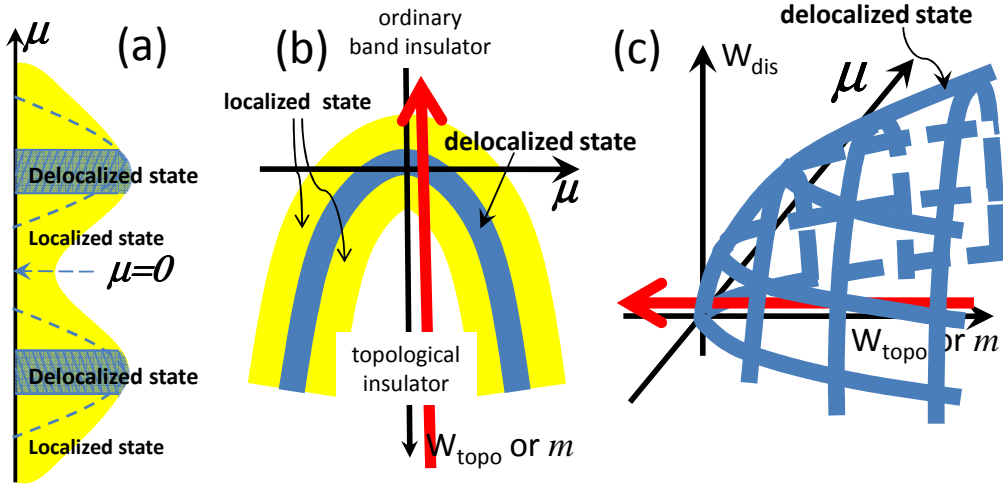 μ
(a)
Delocalized state
Localized state
μ=0
Delocalized state
Localized state
(b)
ordinary
band insulator
localized state
delocalized state
μ
topological
insulator
W_topo or m
(c)
delocalized state
W_dis
μ
W_topo or m